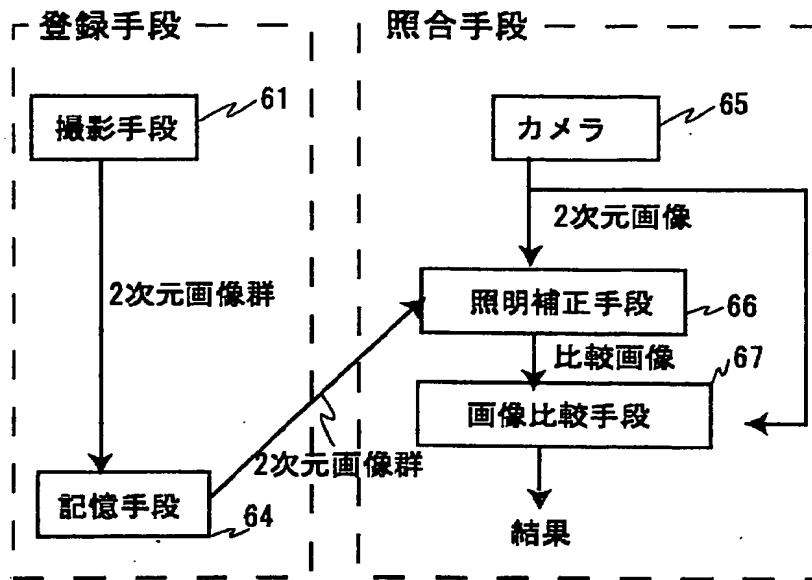 登録手段
照合手段
撮影手段
61
カメラ
65
2次元画像
2次元画像群
照明補正手段
66
比較画像
67
画像比較手段
2次元画像群
記憶手段
64
結果